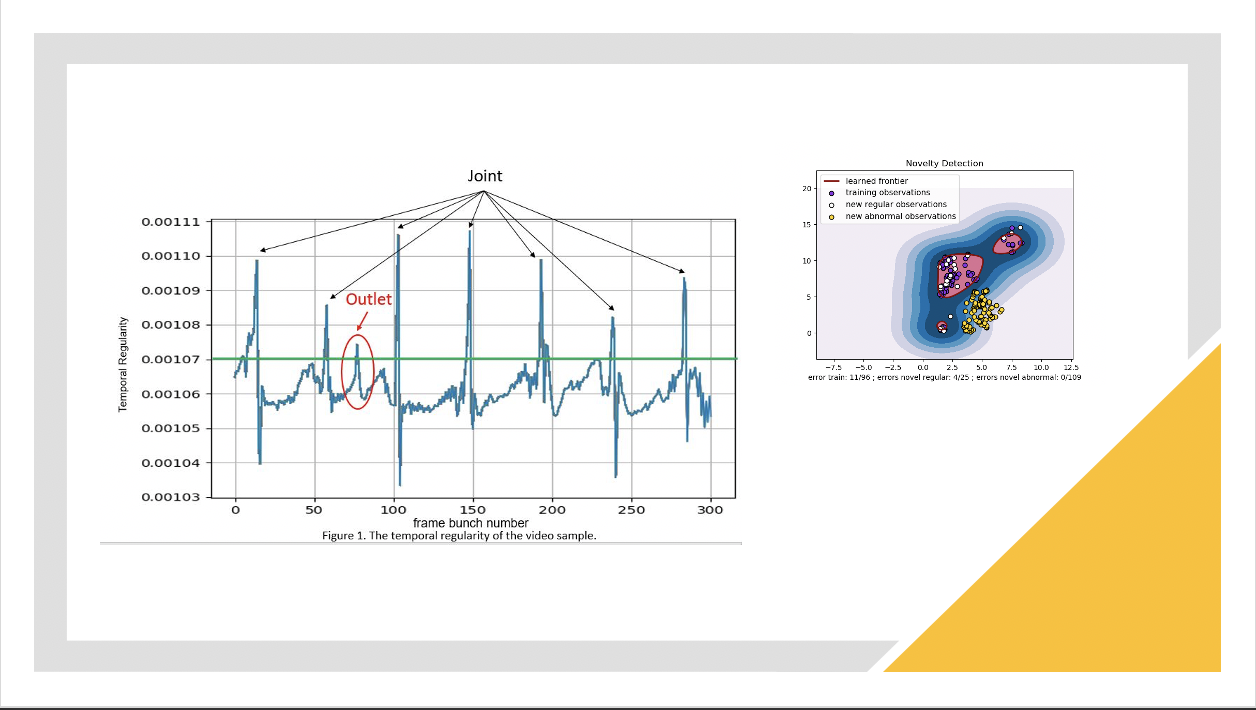 Joint
0.00111
0.00110
0.00109
0.00108
0.00107
0.00106
0.00105
0.00104
0.00103
Temporal Regularity
Outlet
0 50 100 150 200 250 300
frame bunch number
Figure 1. The temporal regularity of the video sample.
Novelty Detection
learned frontier
training observations
new regular observations
new abnormal observations
20
15
10
5
0
−7.5 −5.0 −2.5 0.0 2.5 5.0 7.5 10.0 12.5
error train: 11/96 ; errors novel regular: 4/25 ; errors novel abnormal: 0/109